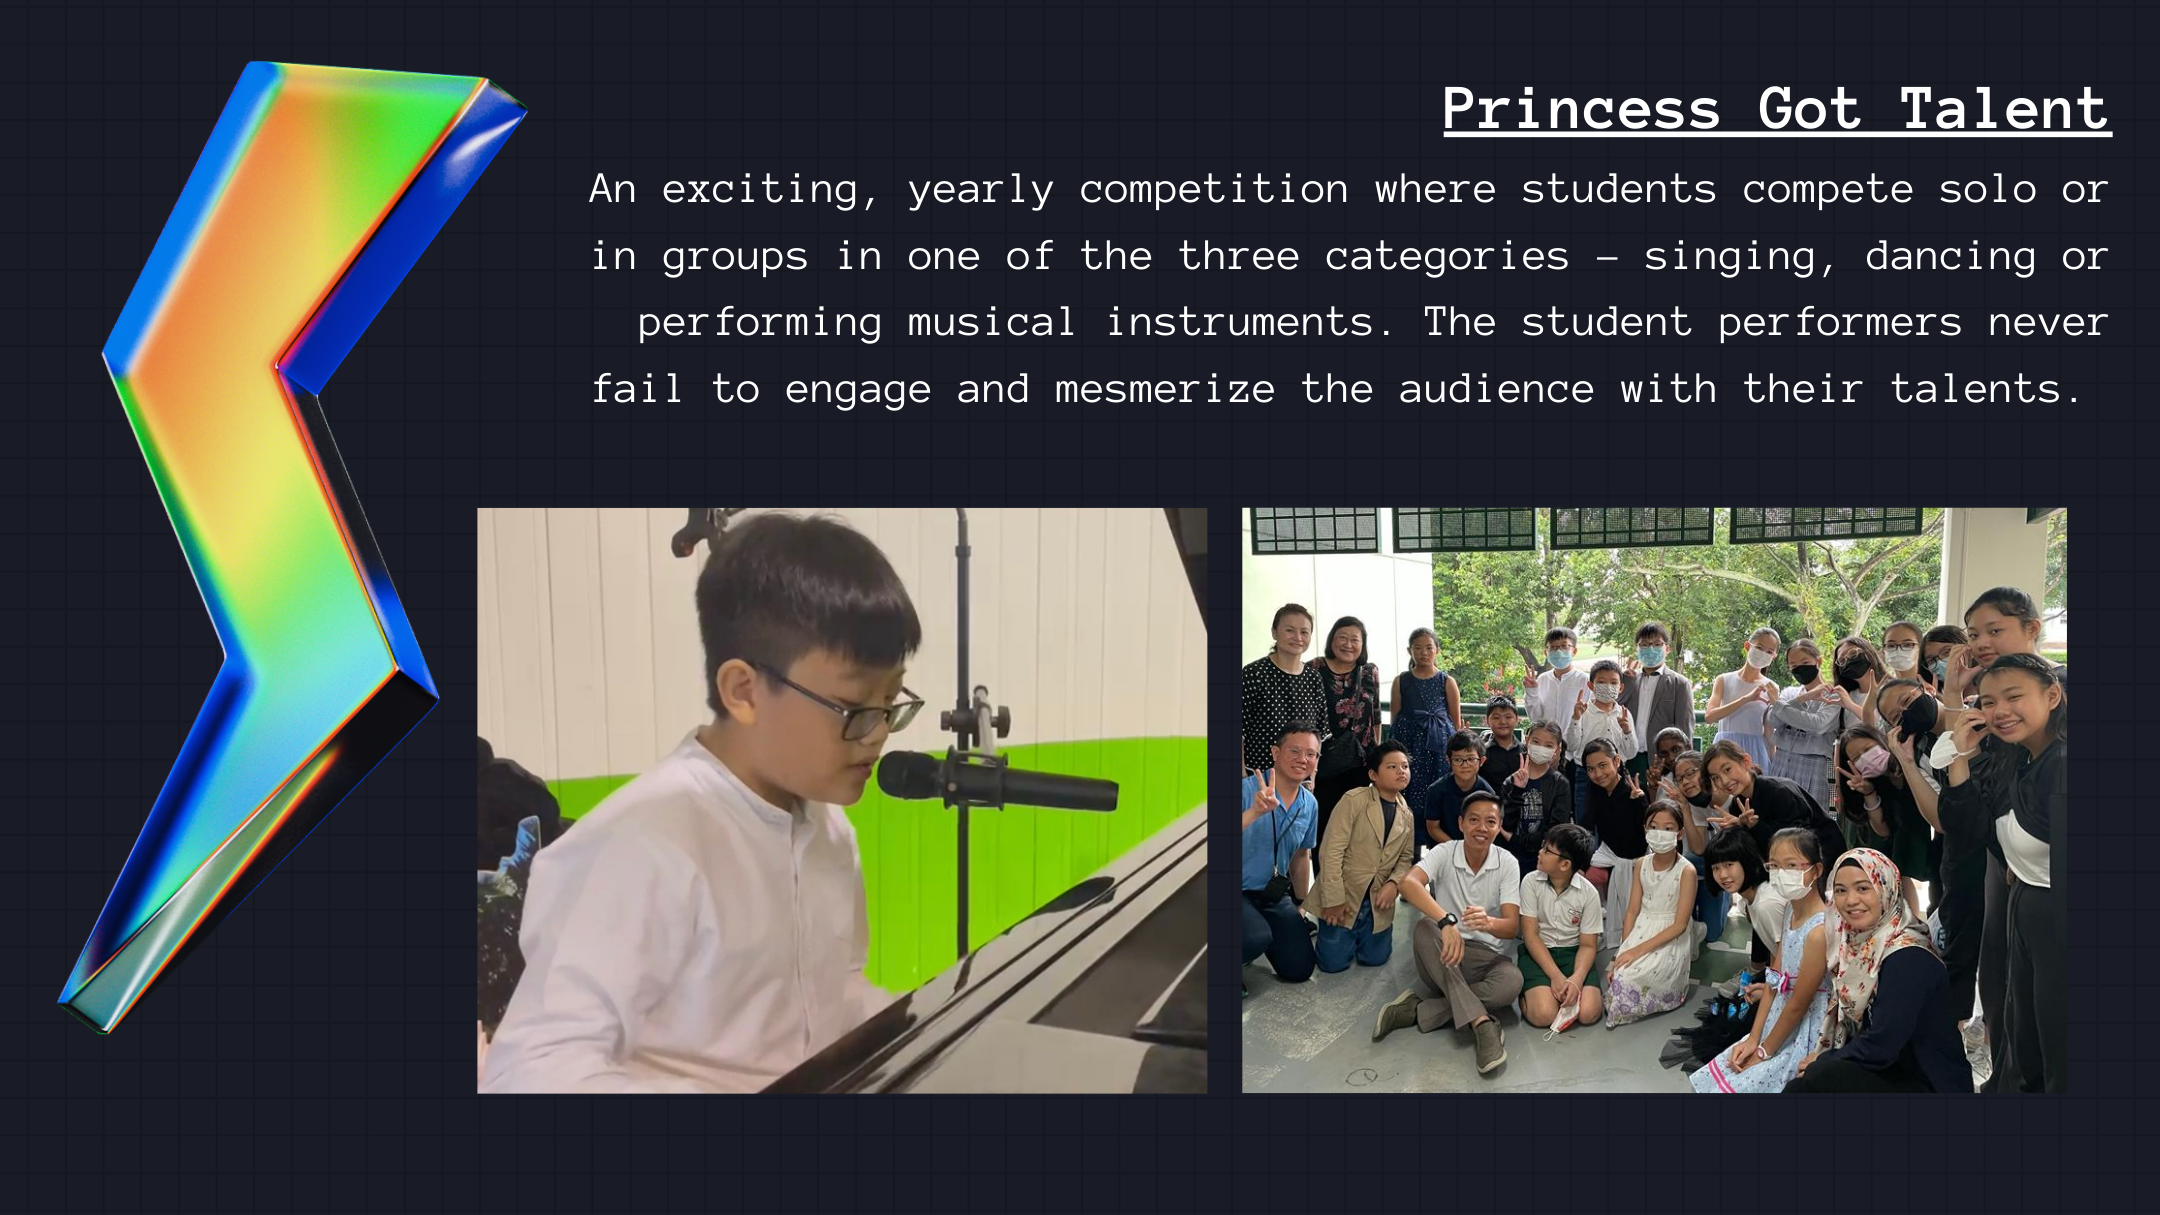 Princess Got Talent
An exciting, yearly competition where students compete solo or
in groups in one of the three categories – singing, dancing or
performing musical instruments. The student performers never
fail to engage and mesmerize the audience with their talents.